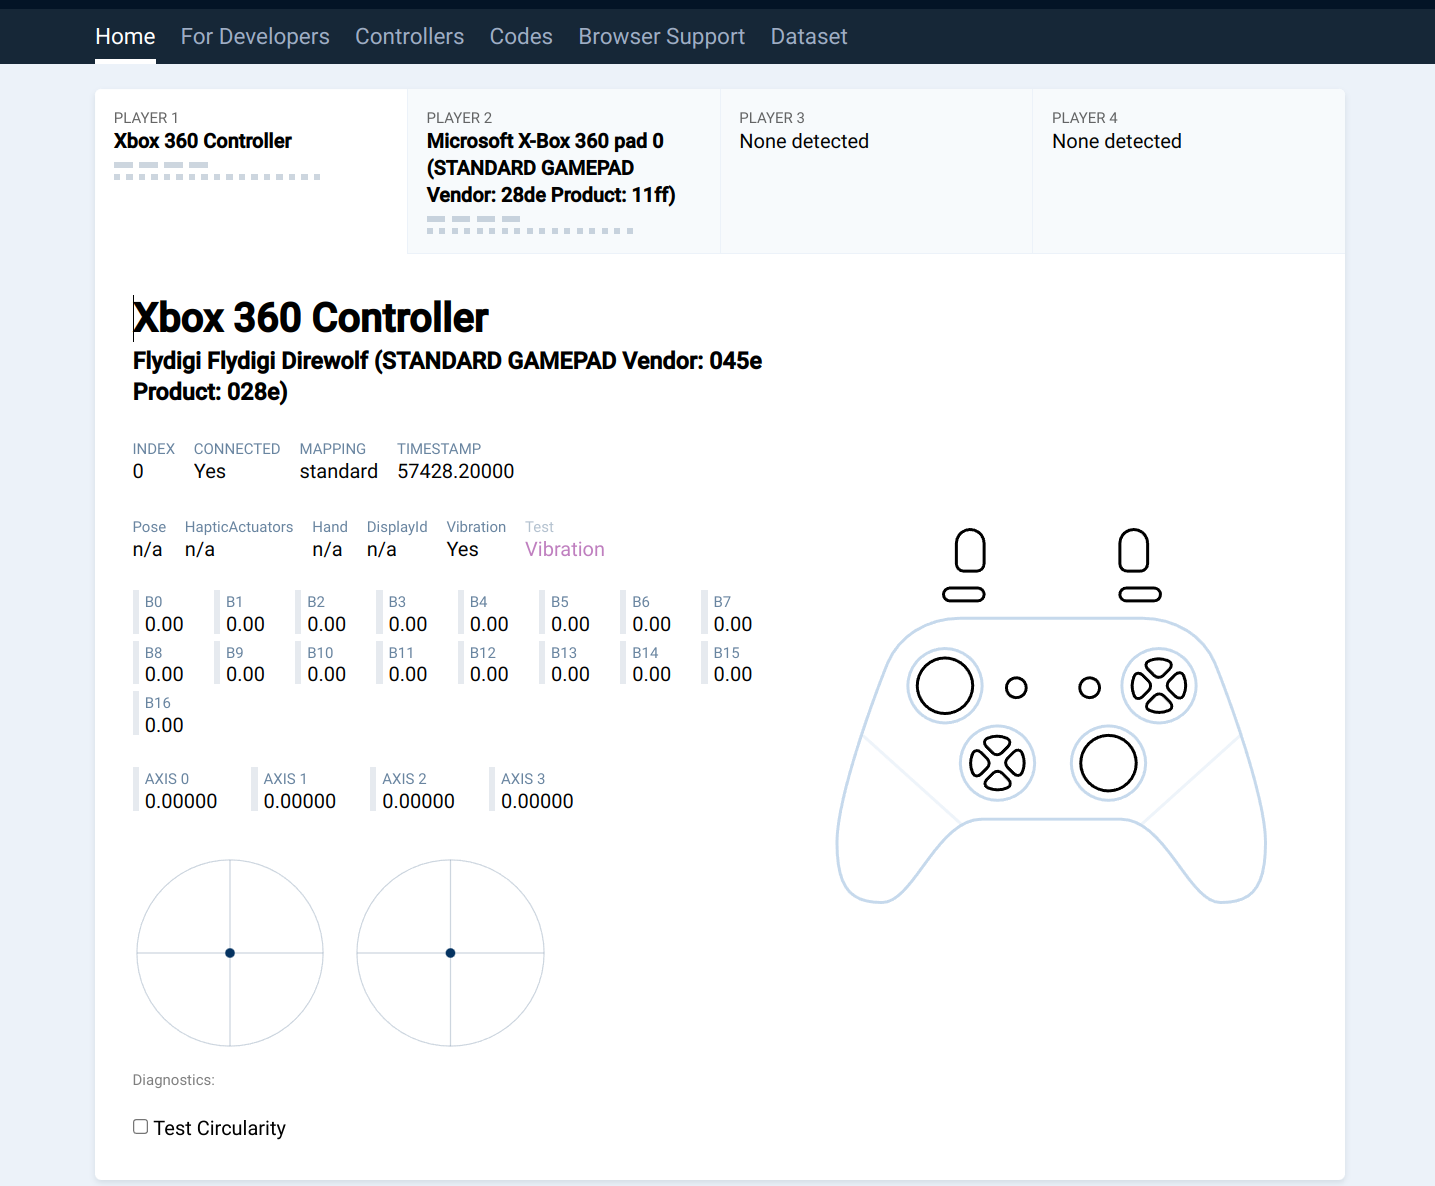 Home For Developers Controllers Codes Browser Support Dataset
PLAYER 1
Xbox 360 Controller
PLAYER 2
Microsoft X-Box 360 pad 0
(STANDARD GAMEPAD
Vendor: 28de Product: 11ff)
PLAYER 3
None detected
PLAYER 4
None detected
Xbox 360 Controller
Flydigi Flydigi Direwolf (STANDARD GAMEPAD Vendor: 045e
Product: 028e)
INDEX CONNECTED MAPPING TIMESTAMP
0 Yes standard 57428.20000
Pose HapticActuators Hand DisplayId Vibration Test
n/a n/a n/a n/a Yes Vibration
B0 B1 B2 B3 B4 B5 B6 B7
0.00 0.00 0.00 0.00 0.00 0.00 0.00 0.00
B8 B9 B10 B11 B12 B13 B14 B15
0.00 0.00 0.00 0.00 0.00 0.00 0.00 0.00
B16
0.00
AXIS 0 AXIS 1 AXIS 2 AXIS 3
0.00000 0.00000 0.00000 0.00000
Diagnostics:
Test Circularity